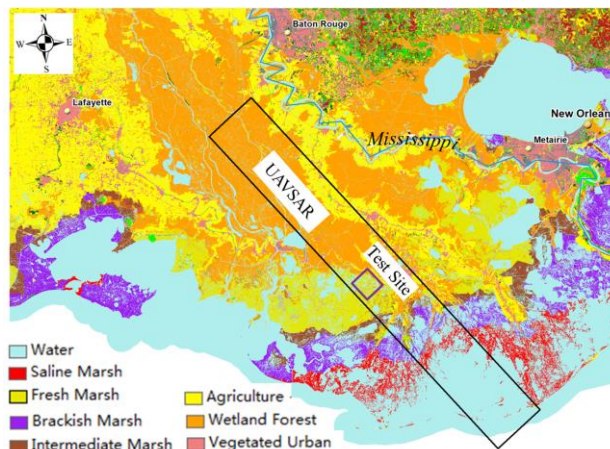 N
W E
S
Baton Rouge
Lafayette
New Orlean
Mississippi
Metairie
UAVSAR
Test Site
Water
Saline Marsh
Fresh Marsh
Brackish Marsh
Intermediate Marsh
Agriculture
Wetland Forest
Vegetated Urban